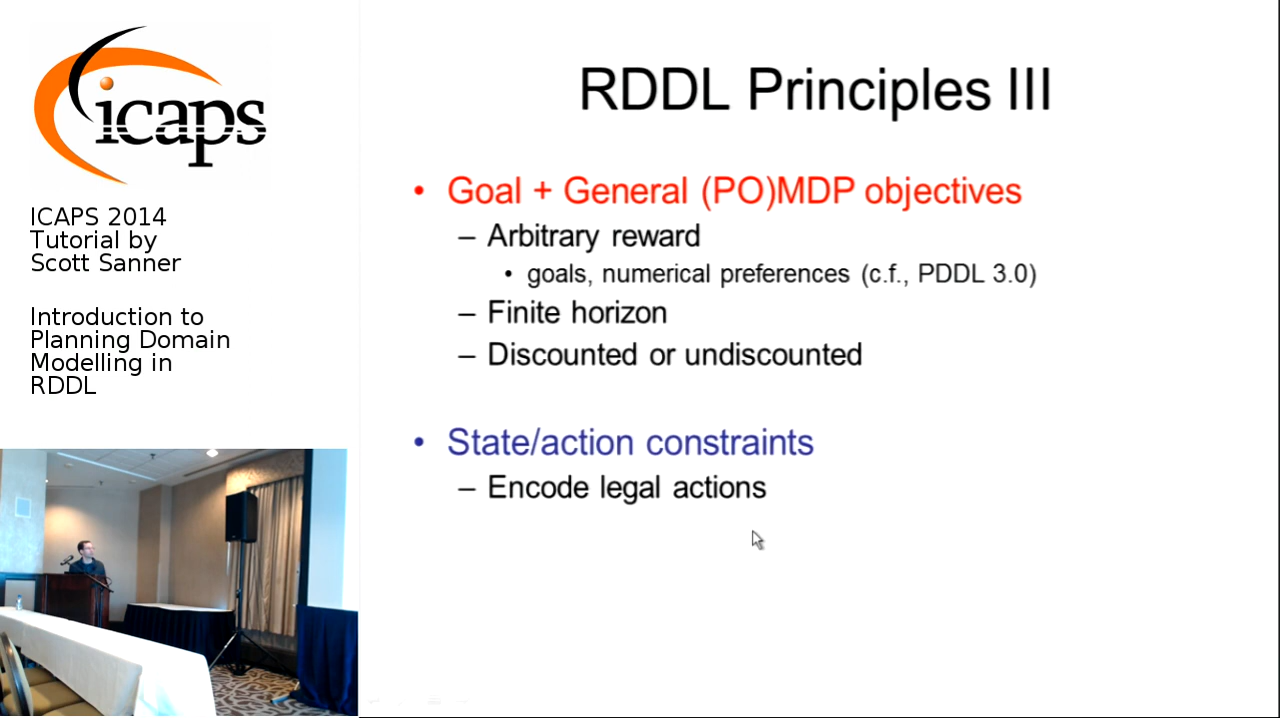 icaps
ICAPS 2014
Tutorial by
Scott Sanner
Introduction to
Planning Domain
Modelling in
RDDL
RDDL Principles III
• Goal + General (PO)MDP objectives
– Arbitrary reward
• goals, numerical preferences (c.f., PDDL 3.0)
– Finite horizon
– Discounted or undiscounted
• State/action constraints
– Encode legal actions